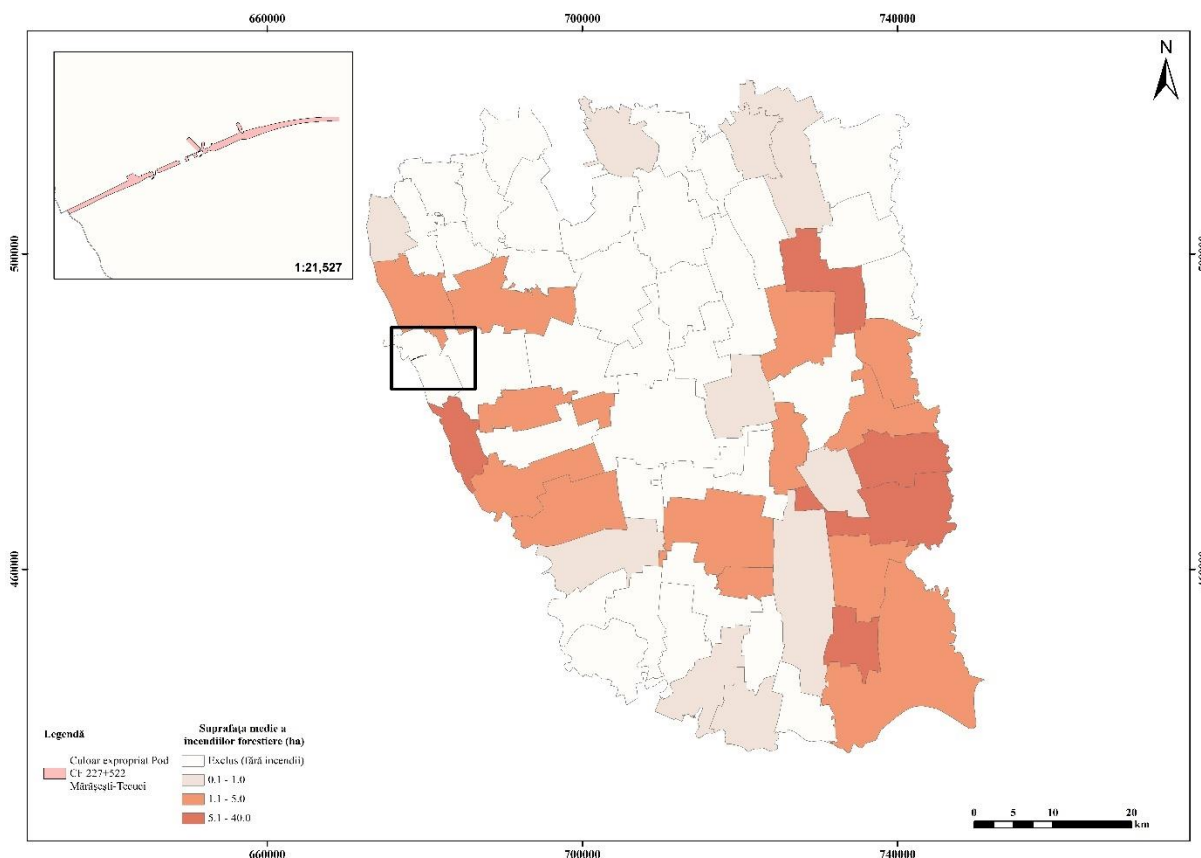 660000
700000
740000
N
1:21,527
500000
500000
460000
460000
Legendă
Culoar expropriat Pod
CF 227+522
Mărășești-Tecuci
Suprafața medie a
incendiilor forestiere (ha)
Exclus (fără incendii)
0.1 - 1.0
1.1 - 5.0
5.1 - 40.0
0 5 10 20
km
660000
700000
740000